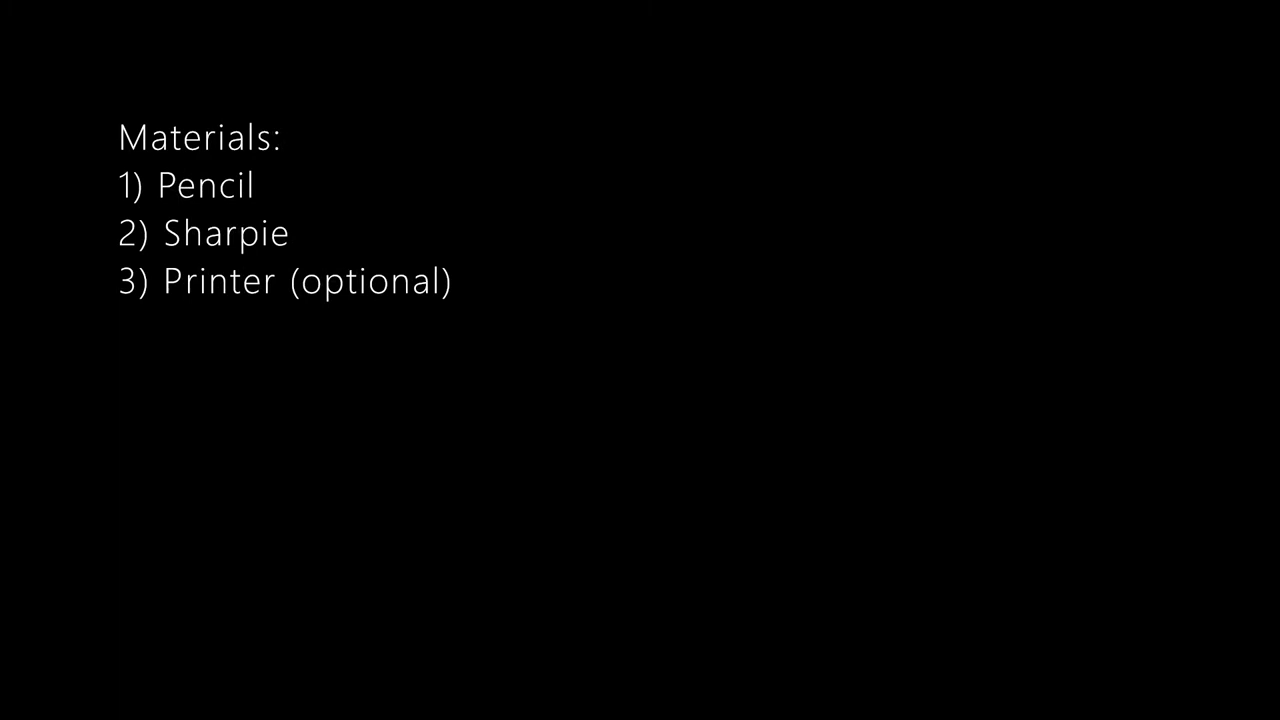 Materials:
1) Pencil
2) Sharpie
3) Printer (optional)